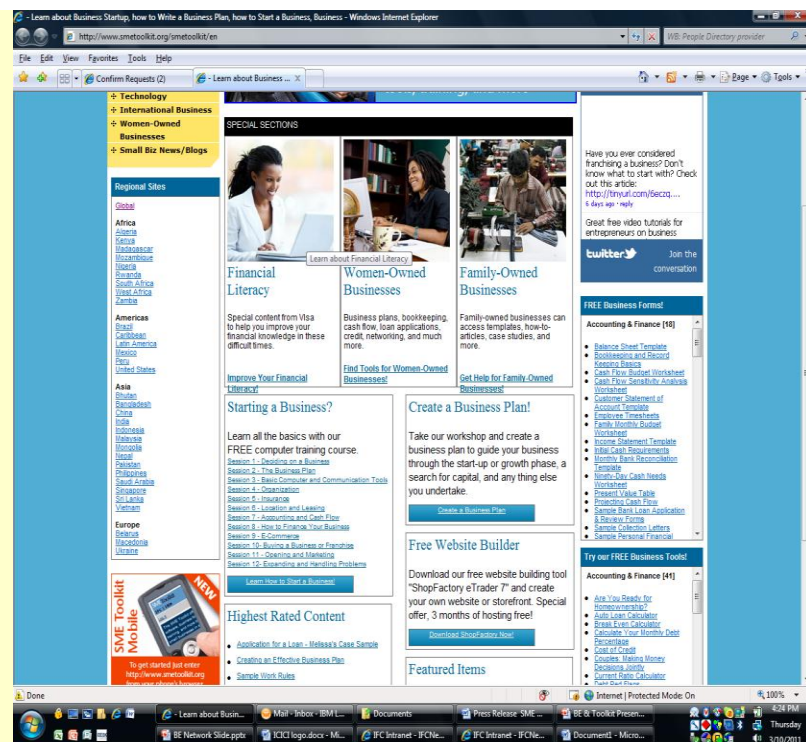 - Learn about Business Startup, how to Write a Business Plan, how to Start a Business, Business - Windows Internet Explorer
http://www.smetoolkit.org/smetoolkit/en
WB: People Directory provider
File Edit View Favorites Tools Help
Confirm Requests (2)
- Learn about Business ... X
Page
Tools
Technology
International Business
Women-Owned
Businesses
Small Biz News/Blogs
Regional Sites
Global
Africa
Algeria
Kenya
Madagascar
Mozambique
Nigeria
Rwanda
South Africa
West Africa
Zambia
Americas
Brazil
Caribbean
Latin America
Mexico
Peru
United States
Asia
Bhutan
Bangladesh
China
India
Indonesia
Malaysia
Mongolia
Nepal
Pakistan
Philippines
Saudi Arabia
Singapore
Sri Lanka
Vietnam
Europe
Belarus
Macedonia
Ukraine
SME Toolkit
Mobile
NEW
To get started just enter
http://www.smetoolkit.org
SPECIAL SECTIONS
Learn about Financial Literacy
Financial
Literacy
Special content from Visa
to help you improve your
financial knowledge in these
difficult times.
Improve Your Financial
Literacy!
Women-Owned
Businesses
Business plans, bookkeeping,
cash flow, loan applications,
credit, networking, and much
more.
Find Tools for Women-Owned
Businesses!
Family-Owned
Businesses
Family-owned businesses can
access templates, how-to-
articles, case studies, and
more.
Get Help for Family-Owned
Businesses!
Starting a Business?
Learn all the basics with our
FREE computer training course.
Session 1 - Deciding on a Business
Session 2 - The Business Plan
Session 3 - Basic Computer and Communication Tools
Session 4 - Organization
Session 5 - Insurance
Session 6 - Location and Leasing
Session 7 - Accounting and Cash Flow
Session 8 - How to Finance Your Business
Session 9 - E-Commerce
Session 10- Buying a Business or Franchise
Session 11 - Opening and Marketing
Session 12- Expanding and Handling Problems
Learn How to Start a Business!
Highest Rated Content
Application for a Loan - Melissa's Case Sample
Creating an Effective Business Plan
Sample Work Rules
Create a Business Plan!
Take our workshop and create a
business plan to guide your business
through the start-up or growth phase, a
search for capital, and any thing else
you undertake.
Create a Business Plan
Free Website Builder
Download our free website building tool
"ShopFactory eTrader 7" and create
your own website or storefront. Special
offer, 3 months of hosting free!
Download ShopFactory Now!
Featured Items
Have you ever considered
franchising a business? Don't
know what to start with? Check
out this article:
http://tinyurl.com/6eczq....
6 days ago · reply
Great free video tutorials for
entrepreneurs on business
twitter
Join the
conversation
FREE Business Forms!
Accounting & Finance [18]
Balance Sheet Template
Bookkeeping and Record
Keeping Basics
Cash Flow Budget Worksheet
Cash Flow Sensitivity Analysis
Worksheet
Customer Statement of
Account Template
Employee Timesheets
Family Monthly Budget
Worksheet
Income Statement Template
Initial Cash Requirements
Monthly Bank Reconciliation
Template
Ninety-Day Cash Needs
Worksheet
Present Value Table
Projecting Cash Flow
Sample Bank Loan Application
& Review Forms
Sample Collection Letters
Sample Personal Financial
Try our FREE Business Tools!
Accounting & Finance [41]
Are You Ready for
Homeownership?
Auto Loan Calculator
Break Even Calculator
Calculate Your Monthly Debt
Percentage
Cost of Credit
Couples: Making Money
Decisions Jointly
Current Ratio Calculator
Debt Red Flags
Done
Internet | Protected Mode: On
100%
- Learn about Busin...
Mail - Inbox - IBM L...
Documents
Press Release SME ...
BE & Toolkit Presen...
BE Network Slide.pptx
ICICI logo.docx - Mi...
IFC Intranet - IFCNe...
IFC Intranet - IFCNe...
Document1 - Micro...
4:24 PM
Thursday
3/10/2011